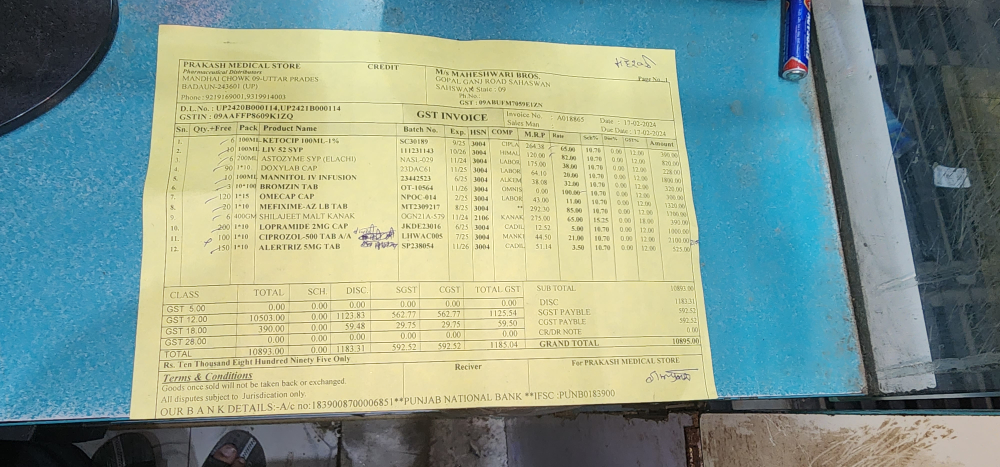 PRAKASH MEDICAL STORE CREDIT M/s MAHESHWARI BROS. Page No. 1
Pharmaceutical Distributors GOPAL GANJ ROAD SAHASWAN
MANDHAI CHOWK 09-UTTAR PRADES SAHSWAN State : 09
BADAUN-243601 (UP) Ph.No.
Phone :9219169001,9319914003 GST : 09ABUFM7059E1ZN
D.L.No. : UP2420B000114,UP2421B000114 GST INVOICE Invoice No. A018865 Date : 17-02-2024
GSTIN : 09AAFFP8609K1ZQ Sales Man Due Date : 17-02-2024
Sn. Qty.+Free Pack Product Name Batch No. Exp. HSN COMP M.R.P Rate Sch% Dis% GST% Amount
1. 6 100ML KETOCIP 100ML-1% SC30189 9/25 3004 CIPLA 264.38 65.00 10.70 0.00 12.00
2. 10 100ML LIV 52 SYP 111231143 10/26 3004 HIMAL 120.00 82.00 10.70 0.00 12.00 820.00
3. 6 200ML ASTOZYME SYP (ELACHI) NASL-029 11/24 3004 LABOR 175.00 38.00 10.70 0.00 12.00 228.00
4. 90 1*10 DOXYLAB CAP 23DAC61 11/25 3004 LABOR 64.10 20.00 10.70 0.00 12.00
5. 10 100ML MANNITOL IV INFUSION 23442523 6/25 3004 ALKEM 38.08 32.00 10.70 0.00 12.00 320.00
6. 3 10*100 BROMZIN TAB OT-10564 11/26 3004 OMNIS 0.00 100.00 10.70 0.00 12.00 300.00
7. 120 1*15 OMECAP CAP NPOC-014 2/25 3004 LABOR 43.00 11.00 10.70 0.00 12.00 1320.00
8. 20 1*10 MEFIXIME-AZ LB TAB MT2309217 8/25 3004 ** 292.30 85.00 10.70 0.00 12.00 1700.00
9. 6 400GM SHILAJEET MALT KANAK OGN21A-579 11/24 2106 KANAK 275.00 65.00 15.25 0.00 18.00 390.00
10. 200 1*10 LOPRAMIDE 2MG CAP JKDE23016 6/25 3004 CADIL 12.52 5.00 10.70 0.00 12.00 1000.00
11. 100 1*10 CIPROZOL-500 TAB A/A LHWAC005 7/25 3004 MANKI 44.50 21.00 10.70 0.00 12.00 2100.00
12. 150 1*10 ALERTRIZ 5MG TAB SP238054 11/26 3004 CADIL 51.14 3.50 10.70 0.00 12.00 525.00
CLASS TOTAL SCH. DISC. SGST CGST TOTAL GST SUB TOTAL 10893.00
GST 5.00 0.00 0.00 0.00 0.00 0.00 0.00 DISC 1183.31
GST 12.00 10503.00 0.00 1123.83 562.77 562.77 1125.54 SGST PAYBLE 592.52
GST 18.00 390.00 0.00 59.48 29.75 29.75 59.50 CGST PAYBLE 592.52
GST 28.00 0.00 0.00 0.00 0.00 0.00 0.00 CR/DR NOTE 0.00
TOTAL 10893.00 0.00 1183.31 592.52 592.52 1185.04 GRAND TOTAL 10895.00
Rs. Ten Thousand Eight Hundred Ninety Five Only
Reciver For PRAKASH MEDICAL STORE
Terms & Conditions
Goods once sold will not be taken back or exchanged.
All disputes subject to Jurisdication only.
OUR B A N K DETAILS:-A/c no:1839008700006851**PUNJAB NATIONAL BANK **IFSC :PUNB0183900